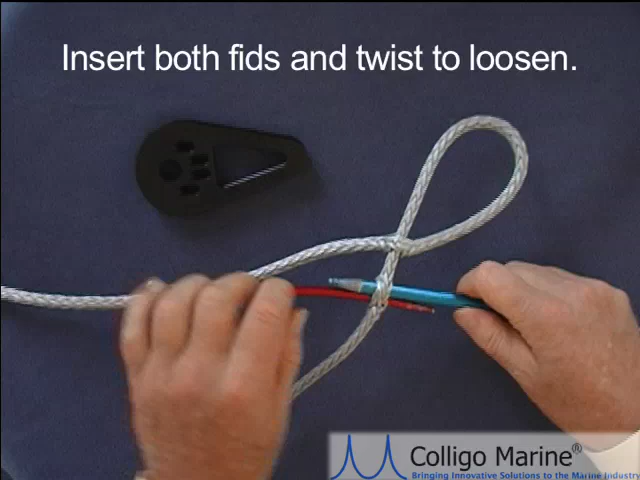 Insert both fids and twist to loosen.
Colligo Marine®
Bringing Innovative Solutions to the Marine Industry